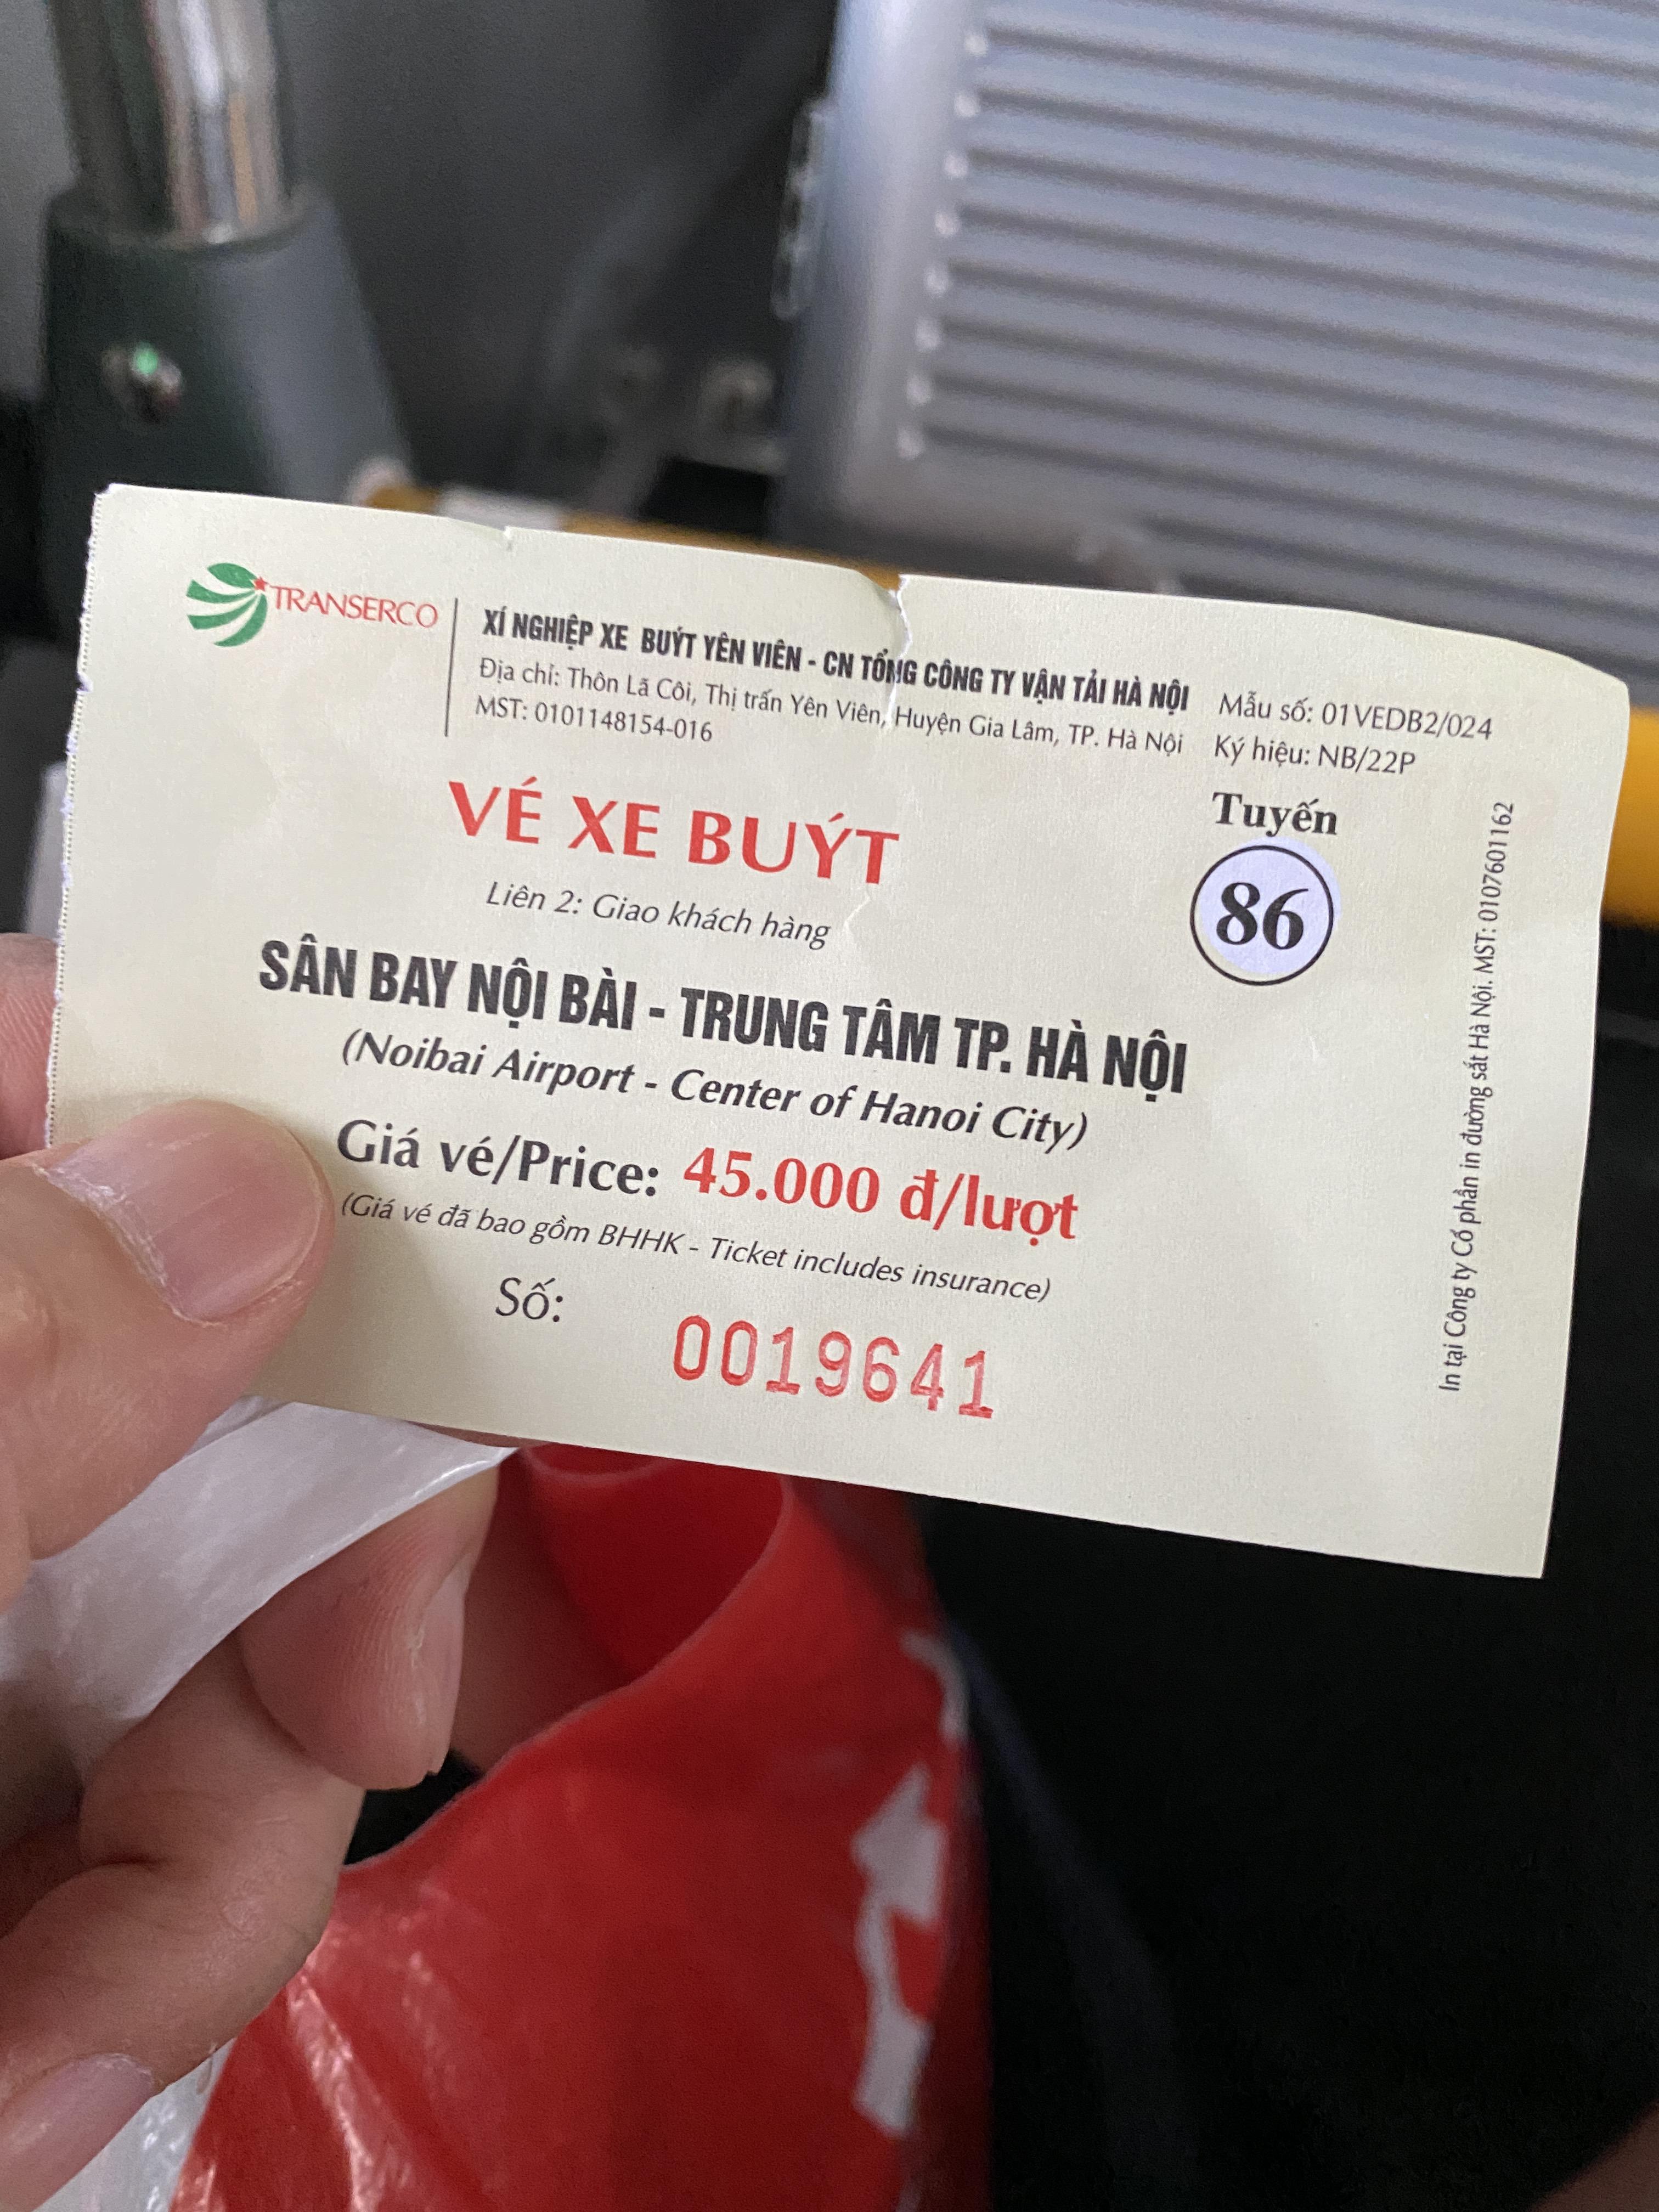 TRANSERCO
XÍ NGHIỆP XE BUÝT YÊN VIÊN - CN TỔNG CÔNG TY VẬN TẢI HÀ NỘI
Địa chỉ: Thôn Lã Côi, Thị trấn Yên Viên, Huyện Gia Lâm, TP. Hà Nội
MST: 0101148154-016
Mẫu số: 01VEDB2/024
Ký hiệu: NB/22P
VÉ XE BUÝT
Liên 2: Giao khách hàng
Tuyến
86
SÂN BAY NỘI BÀI - TRUNG TÂM TP. HÀ NỘI
(Noibai Airport - Center of Hanoi City)
Giá vé/Price: 45.000 đ/lượt
(Giá vé đã bao gồm BHHK - Ticket includes insurance)
Số: 0019641
In tại Công ty Cổ phần in đường sắt Hà Nội. MST: 0107601162